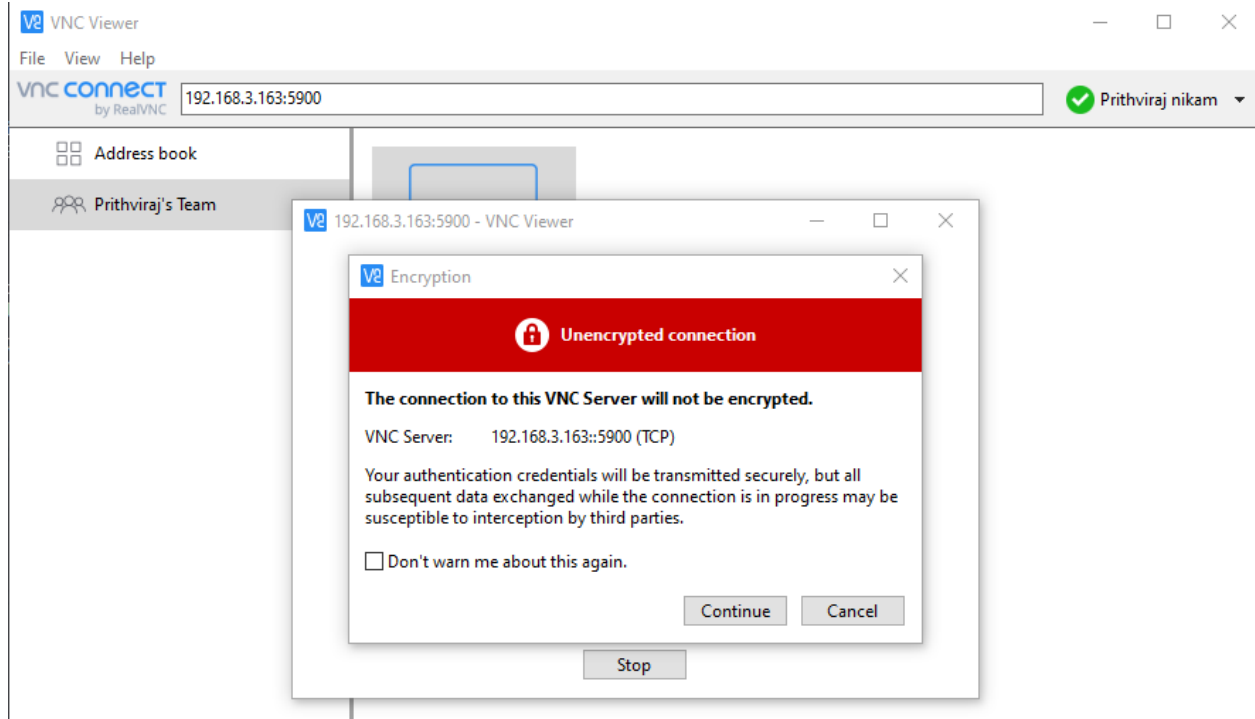 VNC Viewer
File View Help
vnc connect
by RealVNC
192.168.3.163:5900
Prithviraj nikam
Address book
Prithviraj's Team
192.168.3.163:5900 - VNC Viewer
Encryption
Unencrypted connection
The connection to this VNC Server will not be encrypted.
VNC Server: 192.168.3.163::5900 (TCP)
Your authentication credentials will be transmitted securely, but all
subsequent data exchanged while the connection is in progress may be
susceptible to interception by third parties.
Don't warn me about this again.
Continue Cancel
Stop